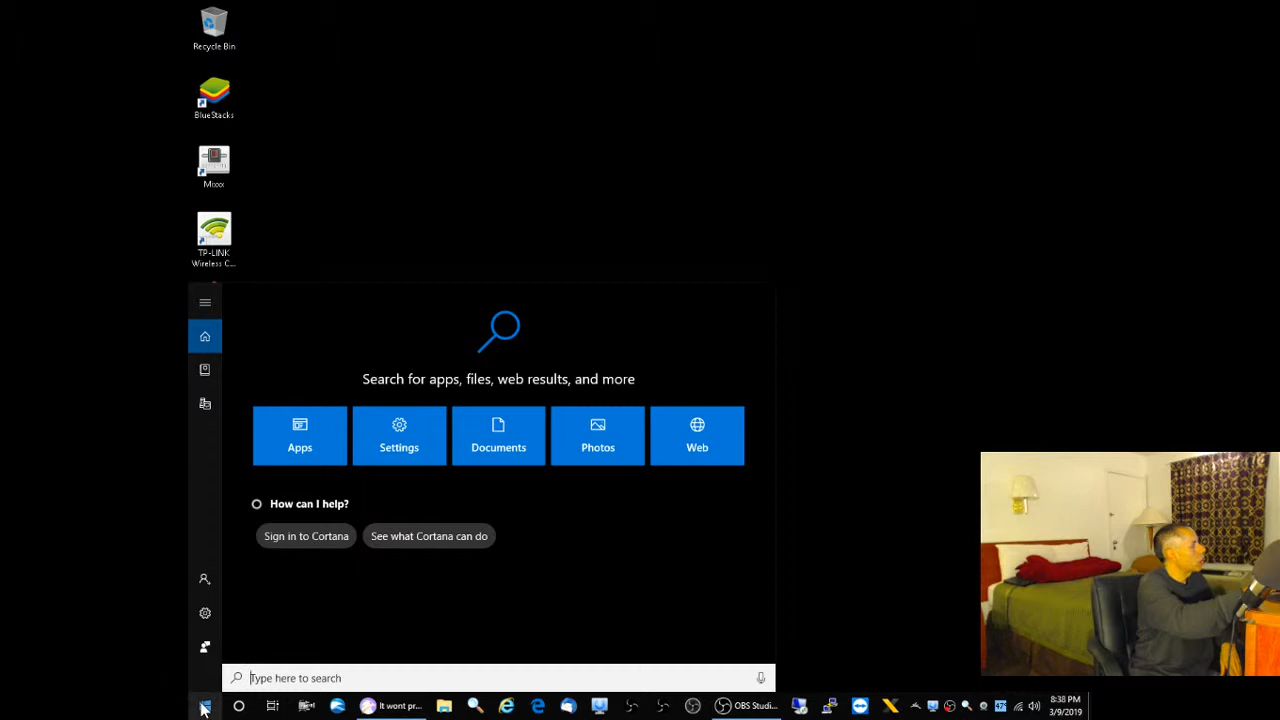 Recycle Bin
BlueStacks
Mixxx
TP-LINK
Wireless C...
Search for apps, files, web results, and more
Apps
Settings
Documents
Photos
Web
How can I help?
Sign in to Cortana
See what Cortana can do
Type here to search
It wont pr...
OBS Studi...
8:38 PM
3/9/2019